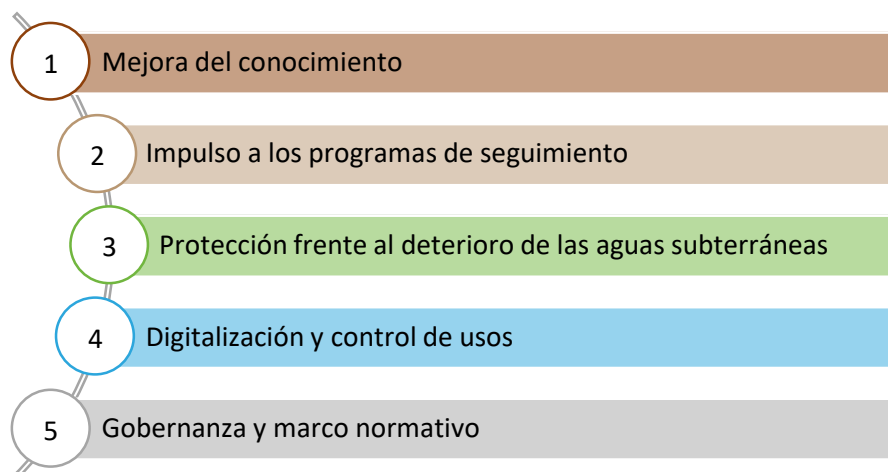 1 Mejora del conocimiento
2 Impulso a los programas de seguimiento
3 Protección frente al deterioro de las aguas subterráneas
4 Digitalización y control de usos
5 Gobernanza y marco normativo